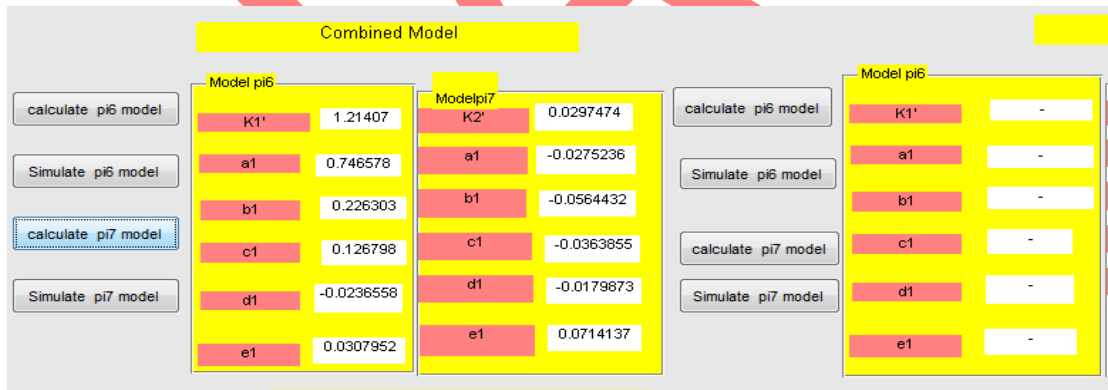 Combined Model
calculate pi6 model
Simulate pi6 model
calculate pi7 model
Simulate pi7 model
Model pi6
K1' 1.21407
a1 0.746578
b1 0.226303
c1 0.126798
d1 -0.0236558
e1 0.0307952
Modelpi7
K2' 0.0297474
a1 -0.0275236
b1 -0.0564432
c1 -0.0363855
d1 -0.0179873
e1 0.0714137
calculate pi6 model
Simulate pi6 model
calculate pi7 model
Simulate pi7 model
Model pi6
K1' -
a1 -
b1 -
c1 -
d1 -
e1 -